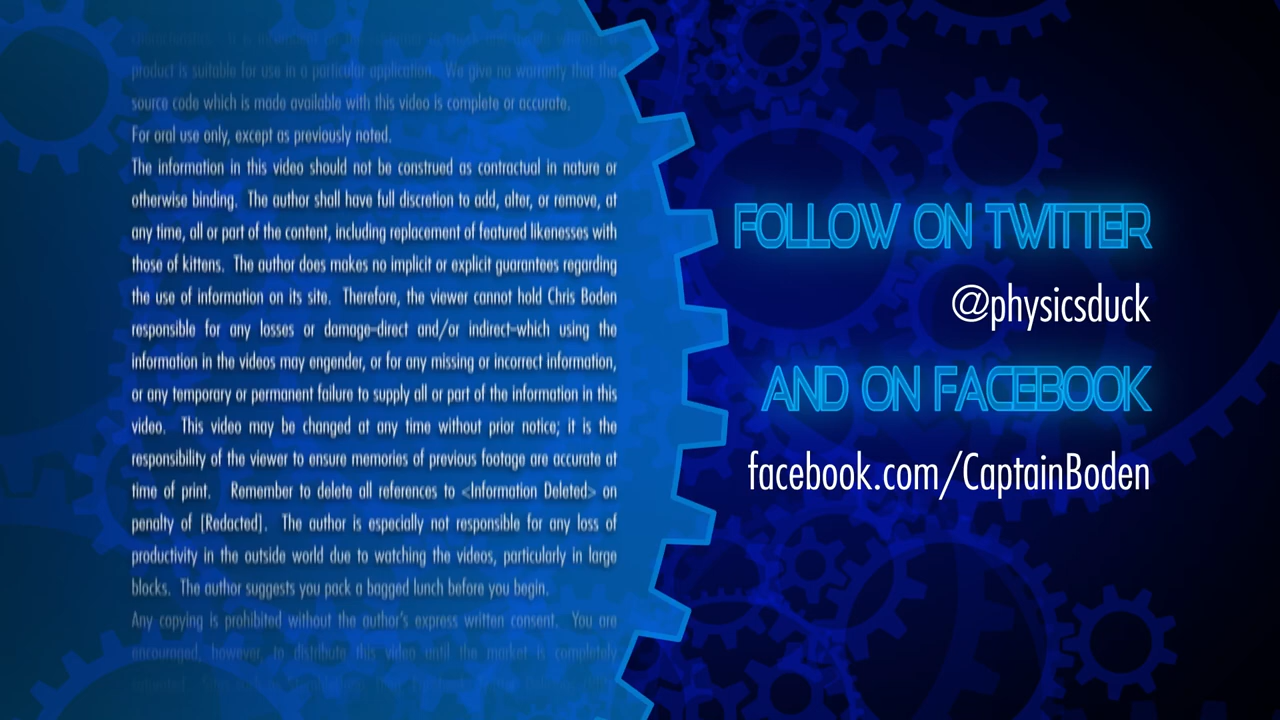 product is suitable for use in a particular application. We give no warranty that the
source code which is made available with this video is complete or accurate.
For oral use only, except as previously noted.
The information in this video should not be construed as contractual in nature or
otherwise binding. The author shall have full discretion to add, alter, or remove, at
any time, all or part of the content, including replacement of featured likenesses with
those of kittens. The author does makes no implicit or explicit guarantees regarding
the use of information on its site. Therefore, the viewer cannot hold Chris Boden
responsible for any losses or damage-direct and/or indirect-which using the
information in the videos may engender, or for any missing or incorrect information,
or any temporary or permanent failure to supply all or part of the information in this
video. This video may be changed at any time without prior notice; it is the
responsibility of the viewer to ensure memories of previous footage are accurate at
time of print. Remember to delete all references to <Information Deleted> on
penalty of [Redacted]. The author is especially not responsible for any loss of
productivity in the outside world due to watching the videos, particularly in large
blocks. The author suggests you pack a bagged lunch before you begin.
Any copying is prohibited without the author's express written consent. You are
encouraged, however, to distribute this video until the market is completely
FOLLOW ON TWITTER
@physicsduck
AND ON FACEBOOK
facebook.com/CaptainBoden